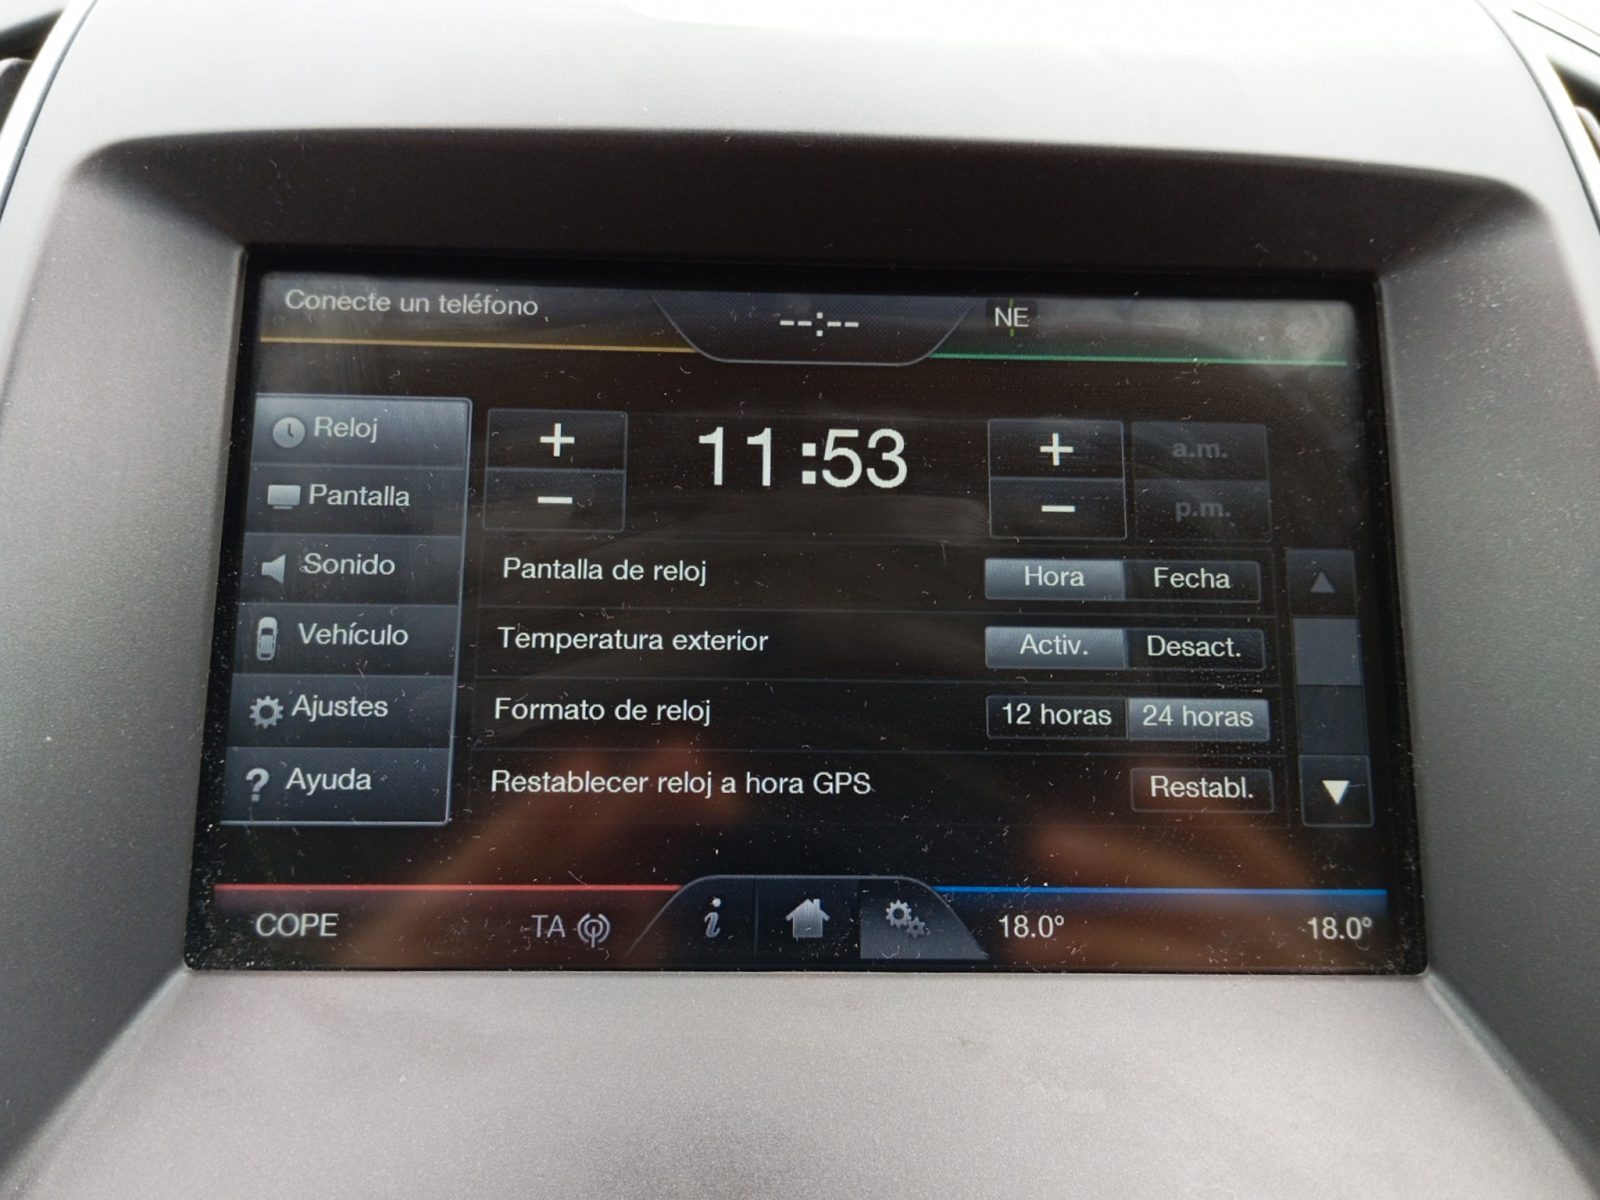 Conecte un teléfono
--:--
NE
Reloj
Pantalla
Sonido
Vehículo
Ajustes
? Ayuda
+
−
11:53
+
−
a.m.
p.m.
Pantalla de reloj Hora Fecha
Temperatura exterior Activ. Desact.
Formato de reloj 12 horas 24 horas
Restablecer reloj a hora GPS Restabl.
COPE TA i 18.0° 18.0°